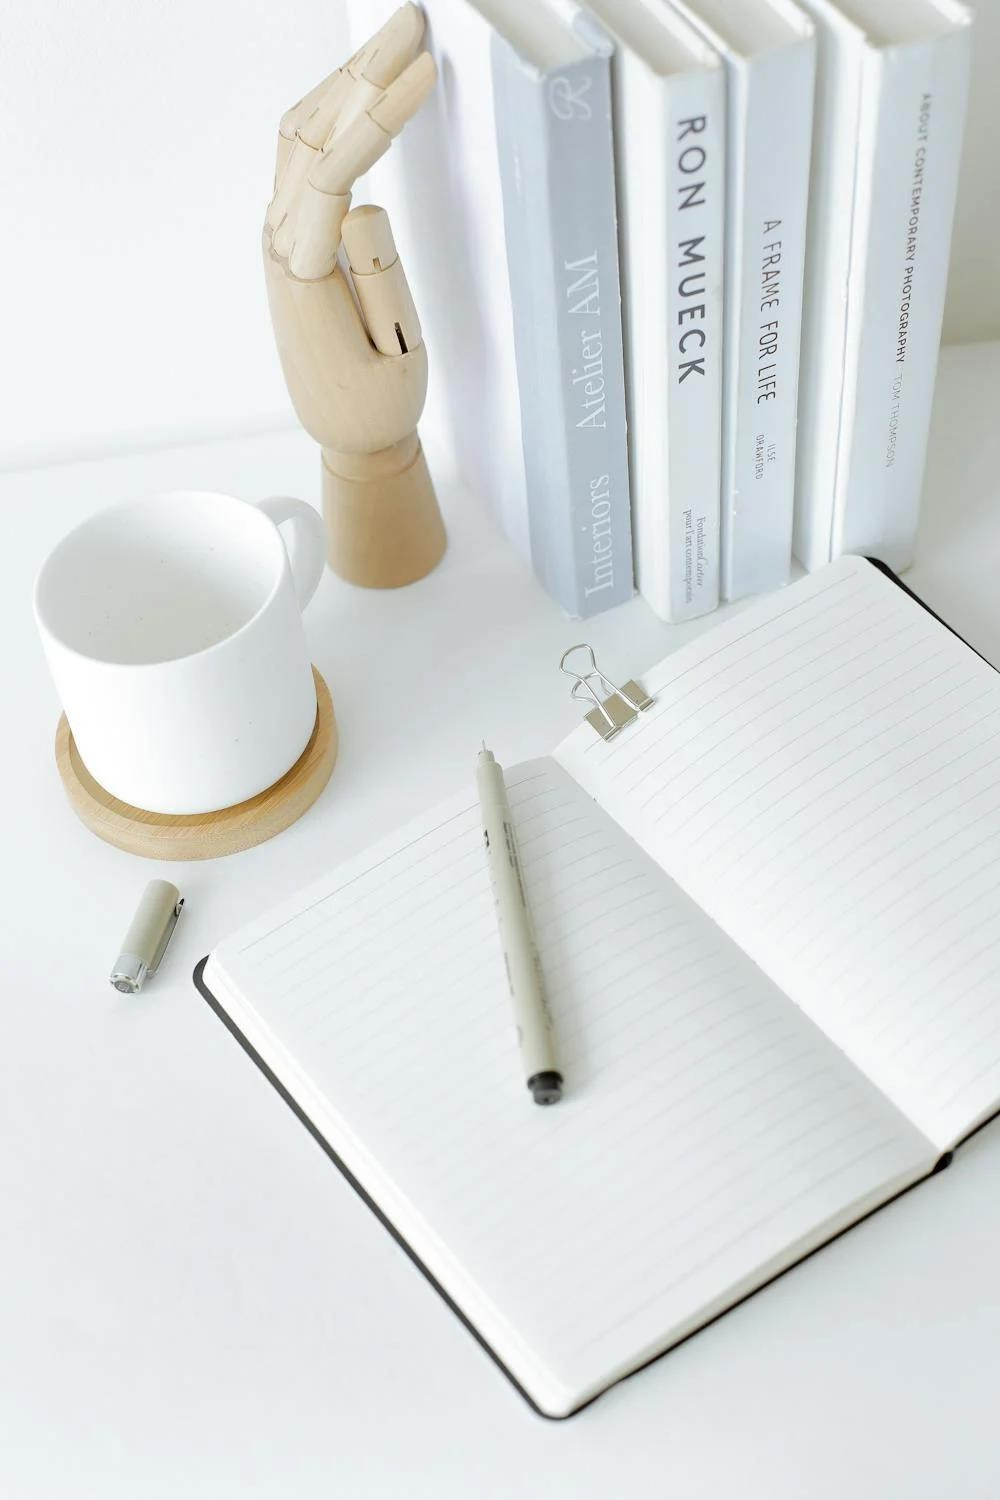 R
Interiors Atelier AM
RON MUECK
Fondation Cartier
pour l'art contemporain
A FRAME FOR LIFE
ILSE
CRAWFORD
ABOUT CONTEMPORARY PHOTOGRAPHY TOM THOMPSON